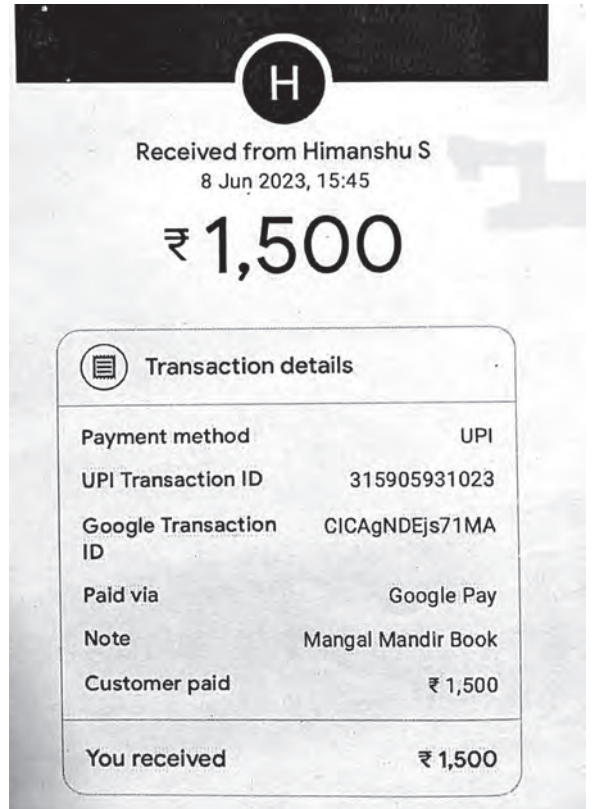 H
Received from Himanshu S
8 Jun 2023, 15:45
₹1,500
Transaction details
Payment method UPI
UPI Transaction ID 315905931023
Google Transaction CICAgNDEjs71MA
ID
Paid via Google Pay
Note Mangal Mandir Book
Customer paid ₹ 1,500
You received ₹ 1,500